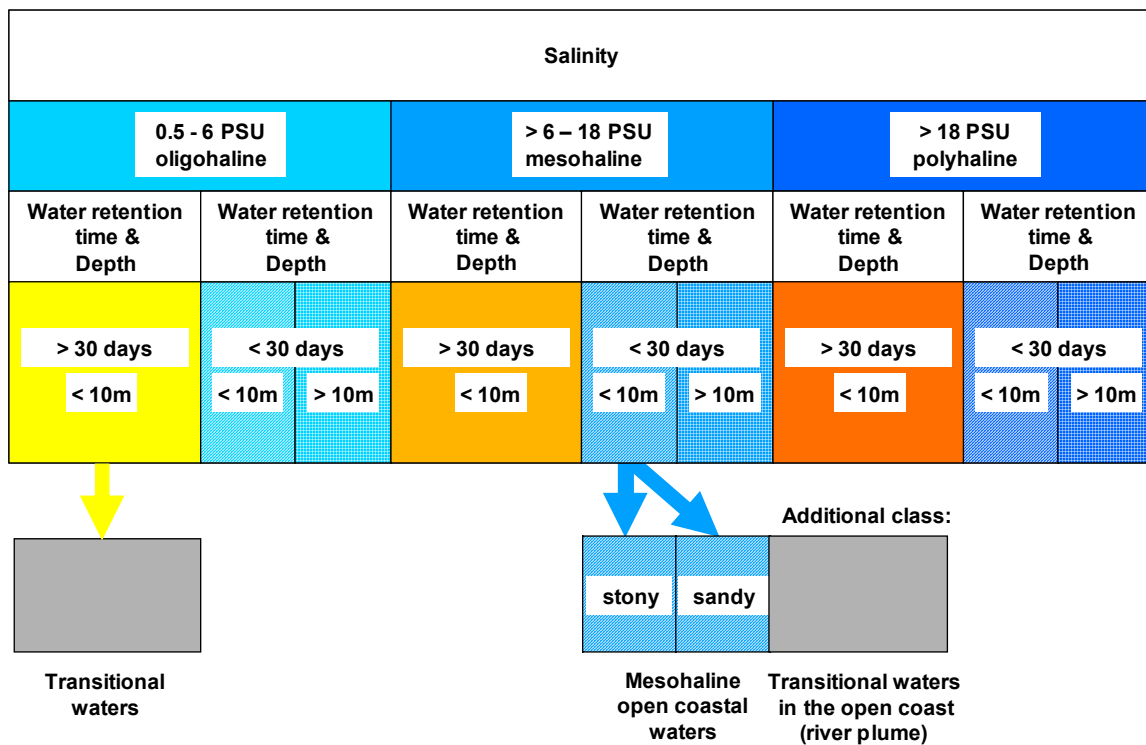 Salinity
0.5 - 6 PSU
oligohaline
> 6 – 18 PSU
mesohaline
> 18 PSU
polyhaline
Water retention
time &
Depth
Water retention
time &
Depth
Water retention
time &
Depth
Water retention
time &
Depth
Water retention
time &
Depth
Water retention
time &
Depth
> 30 days
< 10m
< 30 days
< 10m
> 10m
> 30 days
< 10m
< 30 days
< 10m
> 10m
> 30 days
< 10m
< 30 days
< 10m
> 10m
Additional class:
stony
sandy
Transitional
waters
Mesohaline
open coastal
waters
Transitional waters
in the open coast
(river plume)